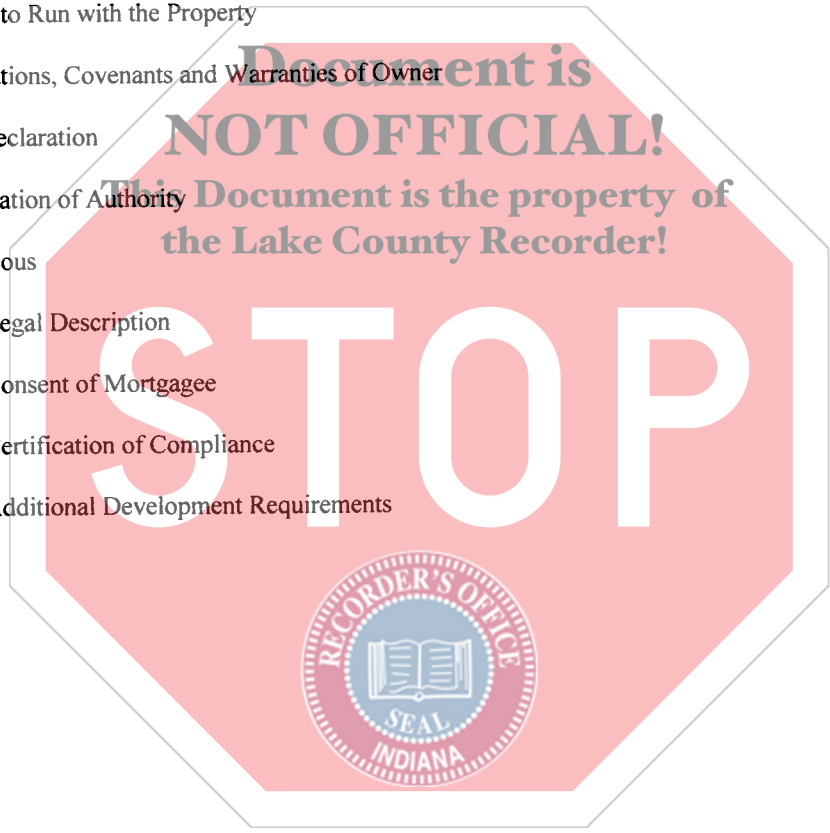 to Run with the Property
Document is
tions, Covenants and Warranties of Owner
NOT OFFICIAL!
eclaration
This Document is the property of
ation of Authority
the Lake County Recorder!
ous
egal Description
STOP
onsent of Mortgagee
ertification of Compliance
dditional Development Requirements
RECORDER'S OFFICE
SEAL
INDIANA